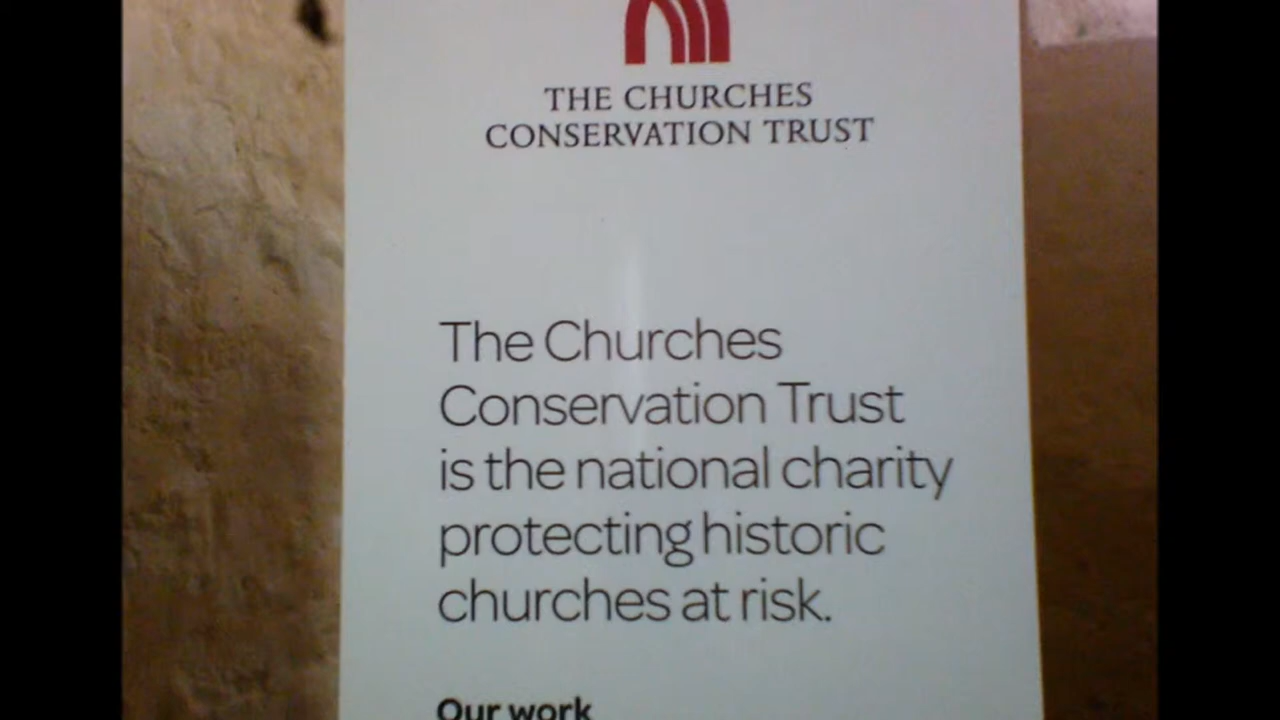 THE CHURCHES
CONSERVATION TRUST
The Churches
Conservation Trust
is the national charity
protecting historic
churches at risk.
Our work